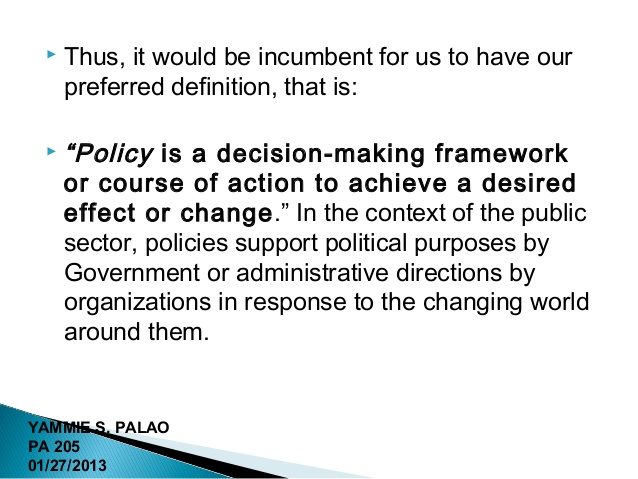 Thus, it would be incumbent for us to have our
preferred definition, that is:
“Policy is a decision-making framework
or course of action to achieve a desired
effect or change.” In the context of the public
sector, policies support political purposes by
Government or administrative directions by
organizations in response to the changing world
around them.
YAMMIE S. PALAO
PA 205
01/27/2013